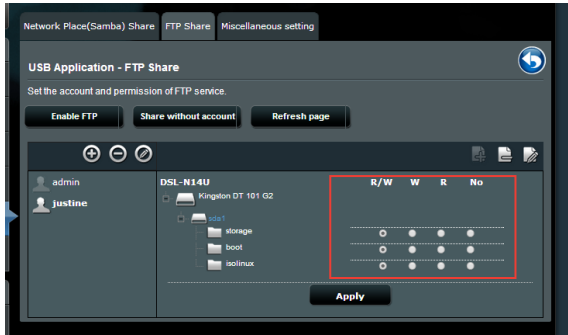 Network Place(Samba) Share FTP Share Miscellaneous setting
USB Application - FTP Share
Set the account and permission of FTP service.
Enable FTP Share without account Refresh page
admin DSL-N14U R/W W R No
justine Kingston DT 101 G2
sda1
storage
boot
isolinux
Apply